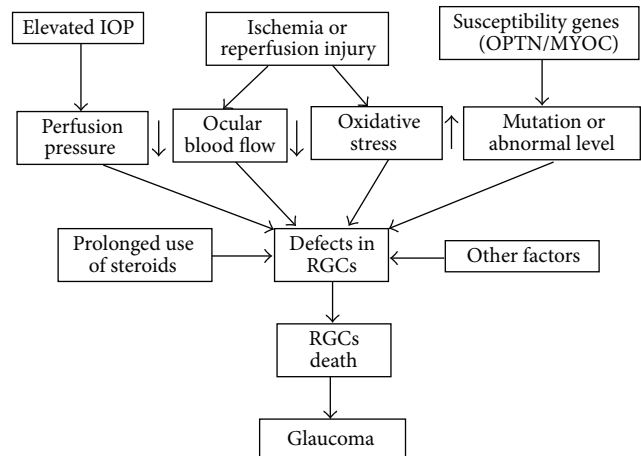 Elevated IOP
Ischemia or
reperfusion injury
Susceptibility genes
(OPTN/MYOC)
Perfusion
pressure
Ocular
blood flow
Oxidative
stress
Mutation or
abnormal level
Prolonged use
of steroids
Defects in
RGCs
Other factors
RGCs
death
Glaucoma